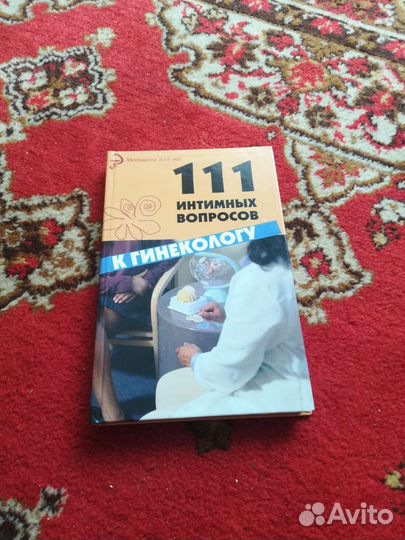 Медицина для вас
111
ИНТИМНЫХ
ВОПРОСОВ
К ГИНЕКОЛОГУ
Avito